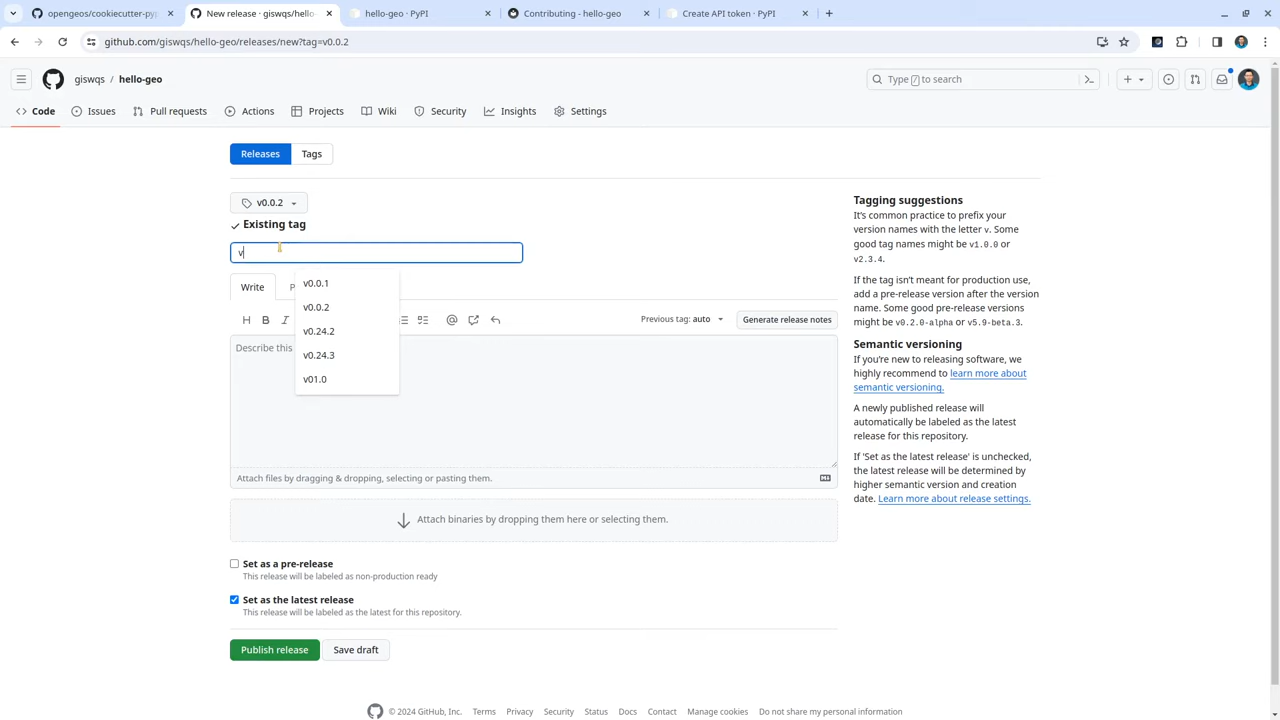 opengeos/cookiecutter-pyp
New release · giswqs/hello-
hello-geo · PyPI
Contributing - hello-geo
Create API token · PyPI
github.com/giswqs/hello-geo/releases/new?tag=v0.0.2
giswqs / hello-geo
Type / to search
Code
Issues
Pull requests
Actions
Projects
Wiki
Security
Insights
Settings
Releases
Tags
v0.0.2
Existing tag
v
v0.0.1
v0.0.2
v0.24.2
v0.24.3
v01.0
Write
P
H B I
@
Previous tag: auto
Generate release notes
Describe this
Attach files by dragging & dropping, selecting or pasting them.
Attach binaries by dropping them here or selecting them.
Set as a pre-release
This release will be labeled as non-production ready
Set as the latest release
This release will be labeled as the latest for this repository.
Publish release
Save draft
Tagging suggestions
It's common practice to prefix your
version names with the letter v. Some
good tag names might be v1.0.0 or
v2.3.4.
If the tag isn't meant for production use,
add a pre-release version after the version
name. Some good pre-release versions
might be v0.2.0-alpha or v5.9-beta.3.
Semantic versioning
If you're new to releasing software, we
highly recommend to learn more about
semantic versioning.
A newly published release will
automatically be labeled as the latest
release for this repository.
If 'Set as the latest release' is unchecked,
the latest release will be determined by
higher semantic version and creation
date. Learn more about release settings.
© 2024 GitHub, Inc.
Terms
Privacy
Security
Status
Docs
Contact
Manage cookies
Do not share my personal information